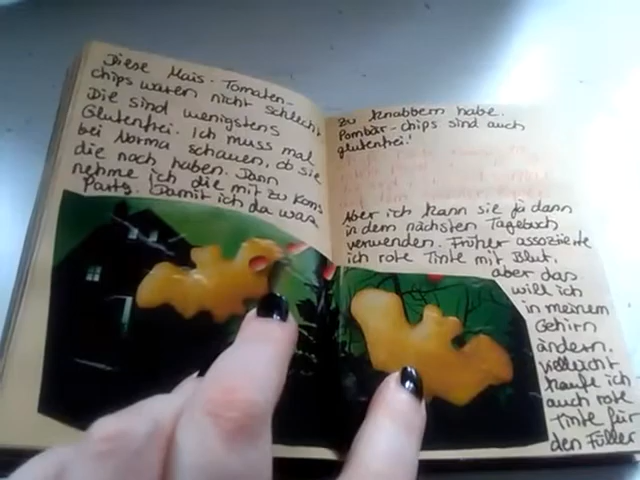 Diese Mais-Tomaten-
chips waren nicht schlecht
Die sind wenigstens
Glutenfrei. Ich muss mal
bei Norma schauen, ob sie
die noch haben. Dann
nehme ich die mit zu
Party. Damit ich da was
zu knabbern habe.
Pombär-chips sind auch
glutenfrei!
Aber ich kann sie ja dann
in dem nächsten Tagebuch
verwenden. Früher assoziierte
ich rote Tinte mit Blut,
aber das
will ich
in meinem
Gehirn
ändern.
Vielleicht
kaufe ich
auch rote
Tinte für
den Füller